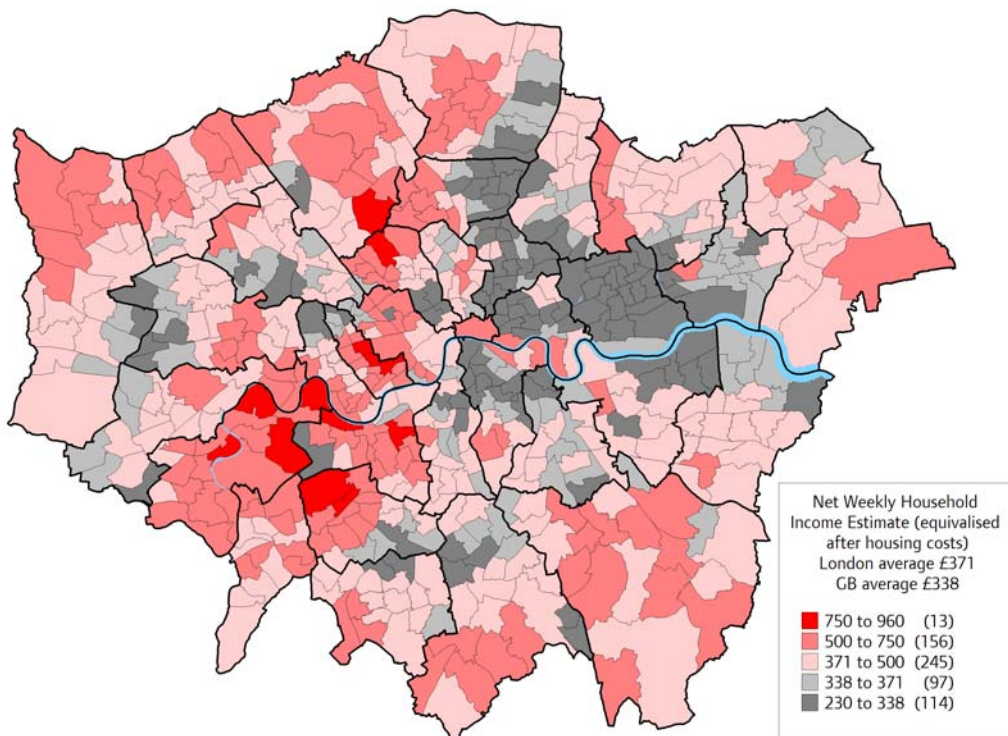 Net Weekly Household
Income Estimate (equivalised
after housing costs)
London average £371
GB average £338
750 to 960 (13)
500 to 750 (156)
371 to 500 (245)
338 to 371 (97)
230 to 338 (114)